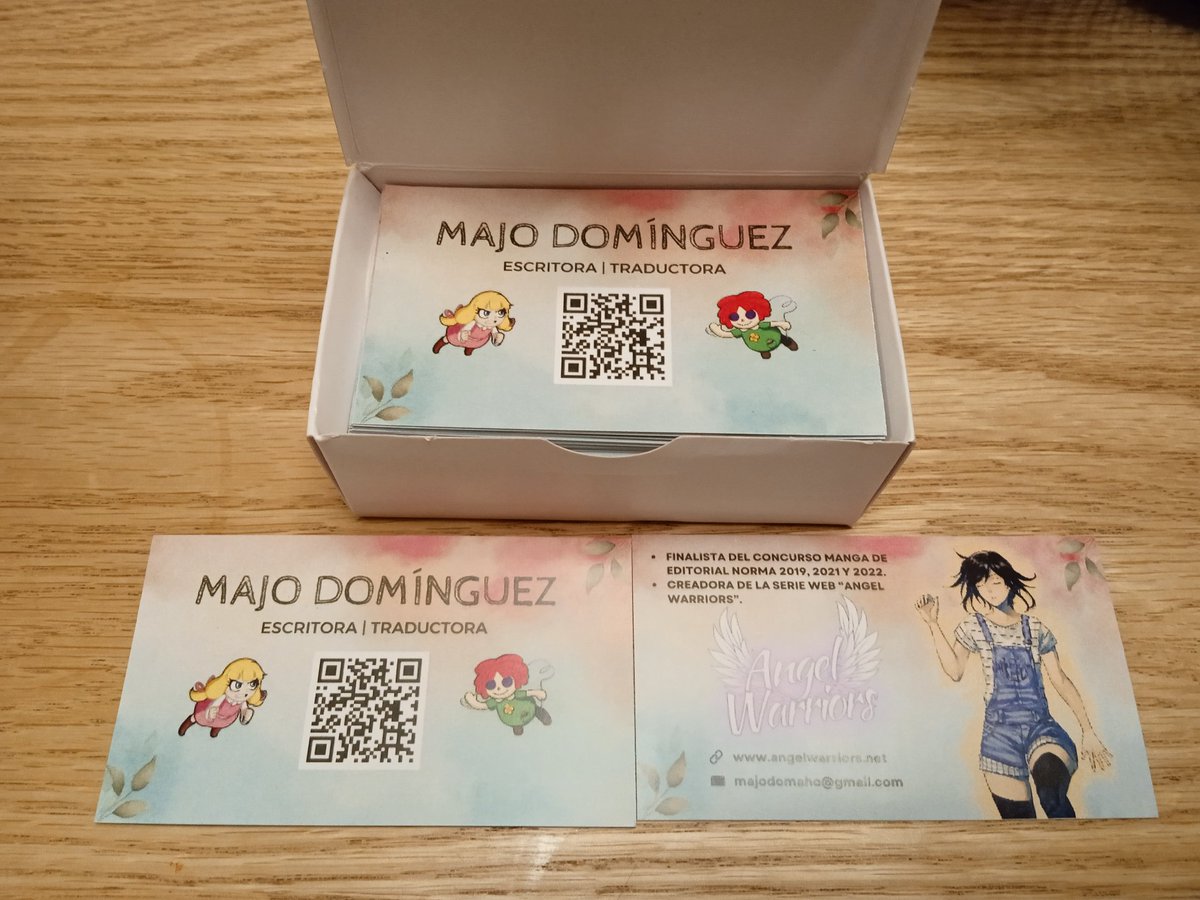 MAJO DOMÍNGUEZ
ESCRITORA | TRADUCTORA
MAJO DOMÍNGUEZ
ESCRITORA | TRADUCTORA
• FINALISTA DEL CONCURSO MANGA DE
EDITORIAL NORMA 2019, 2021 Y 2022.
• CREADORA DE LA SERIE WEB "ANGEL
WARRIORS".
Angel
Warriors
www.angelwarriors.net
majodomaho@gmail.com